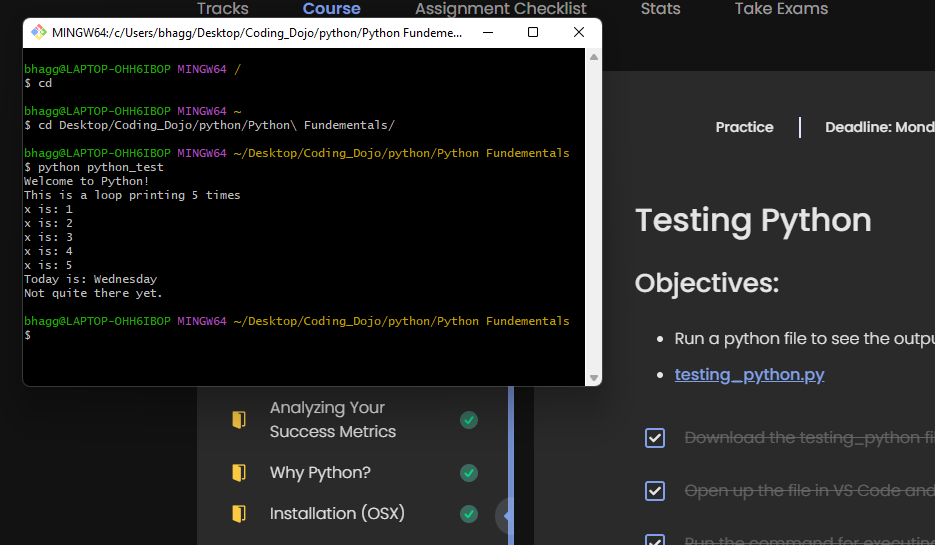 Tracks Course Assignment Checklist Stats Take Exams
MINGW64:/c/Users/bhagg/Desktop/Coding_Dojo/python/Python Fundeme...
bhagg@LAPTOP-OHH6IBOP MINGW64 /
$ cd
bhagg@LAPTOP-OHH6IBOP MINGW64 ~
$ cd Desktop/Coding_Dojo/python/Python\ Fundementals/
bhagg@LAPTOP-OHH6IBOP MINGW64 ~/Desktop/Coding_Dojo/python/Python Fundementals
$ python python_test
Welcome to Python!
This is a loop printing 5 times
x is: 1
x is: 2
x is: 3
x is: 4
x is: 5
Today is: Wednesday
Not quite there yet.
bhagg@LAPTOP-OHH6IBOP MINGW64 ~/Desktop/Coding_Dojo/python/Python Fundementals
$
Analyzing Your
Success Metrics
Why Python?
Installation (OSX)
Practice Deadline: Mond
Testing Python
Objectives:
Run a python file to see the outpu
testing_python.py
Download the testing_python fi
Open up the file in VS Code and
Run the command for executing